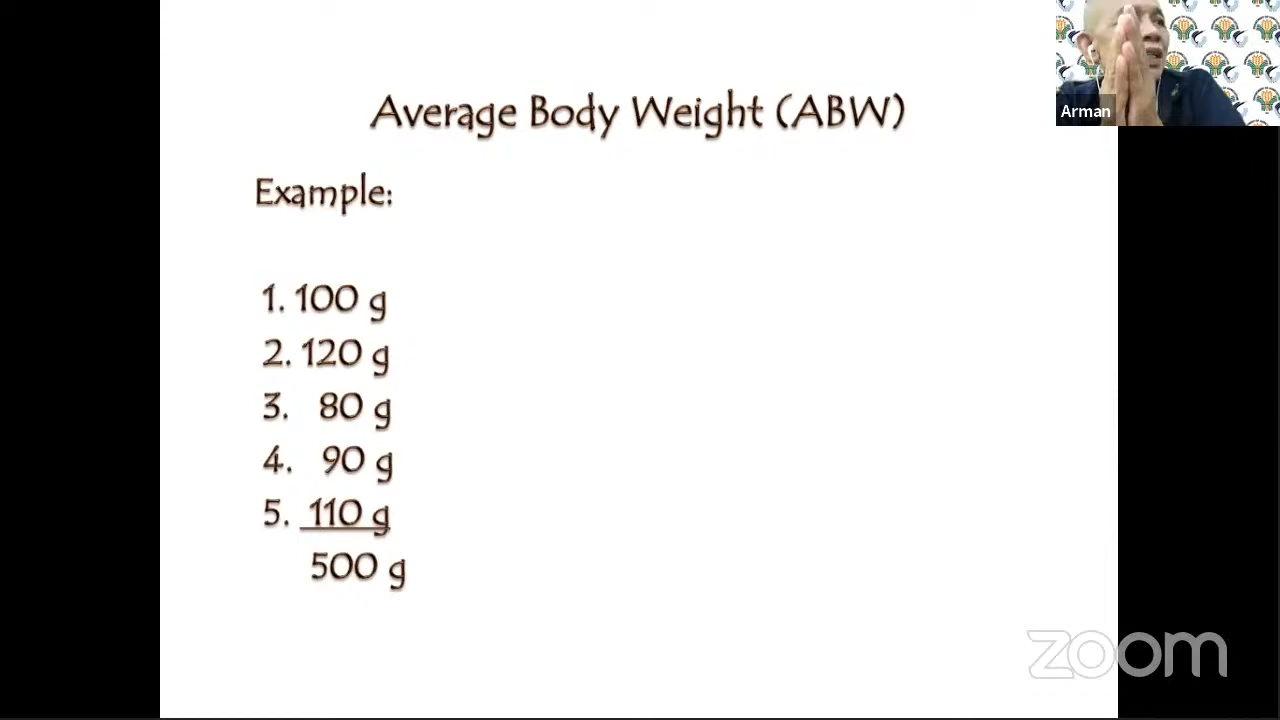 Average Body Weight (ABW)
Arman
Example:
1. 100 g
2. 120 g
3. 80 g
4. 90 g
5. 110 g
500 g
zoom